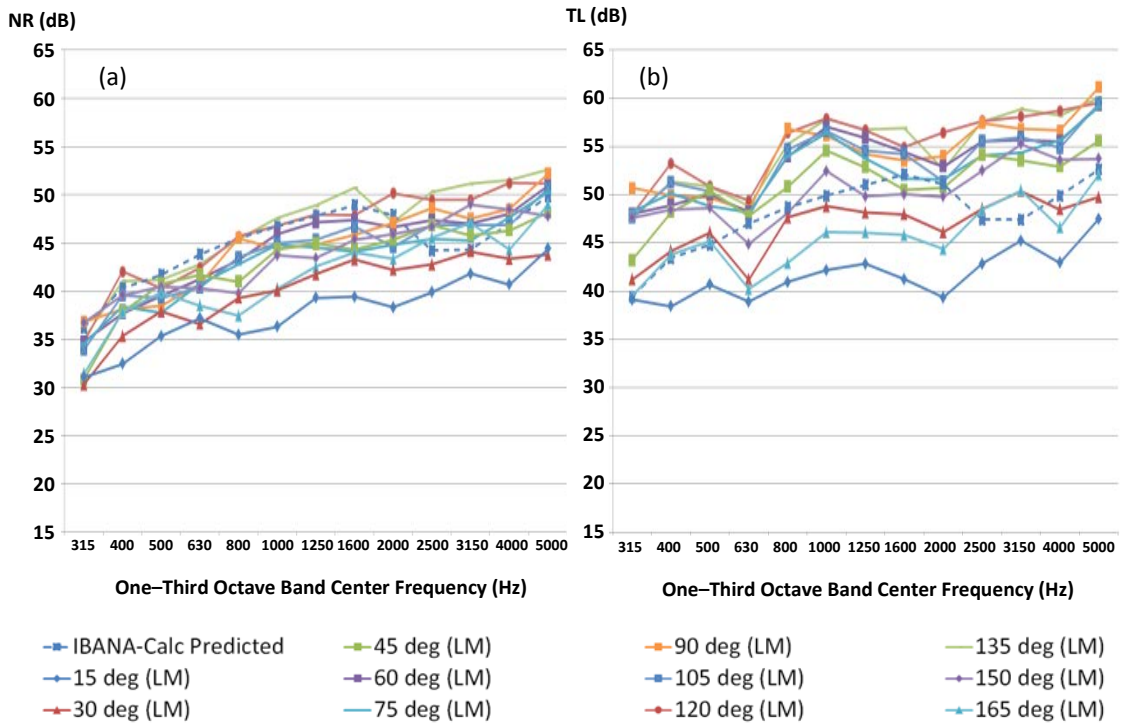 NR (dB)
TL (dB)
65
60
55
50
45
40
35
30
25
20
15
(a)
315 400 500 630 800 1000 1250 1600 2000 2500 3150 4000 5000
One–Third Octave Band Center Frequency (Hz)
65
60
55
50
45
40
35
30
25
20
15
(b)
315 400 500 630 800 1000 1250 1600 2000 2500 3150 4000 5000
One–Third Octave Band Center Frequency (Hz)
IBANA-Calc Predicted
15 deg (LM)
30 deg (LM)
45 deg (LM)
60 deg (LM)
75 deg (LM)
90 deg (LM)
105 deg (LM)
120 deg (LM)
135 deg (LM)
150 deg (LM)
165 deg (LM)